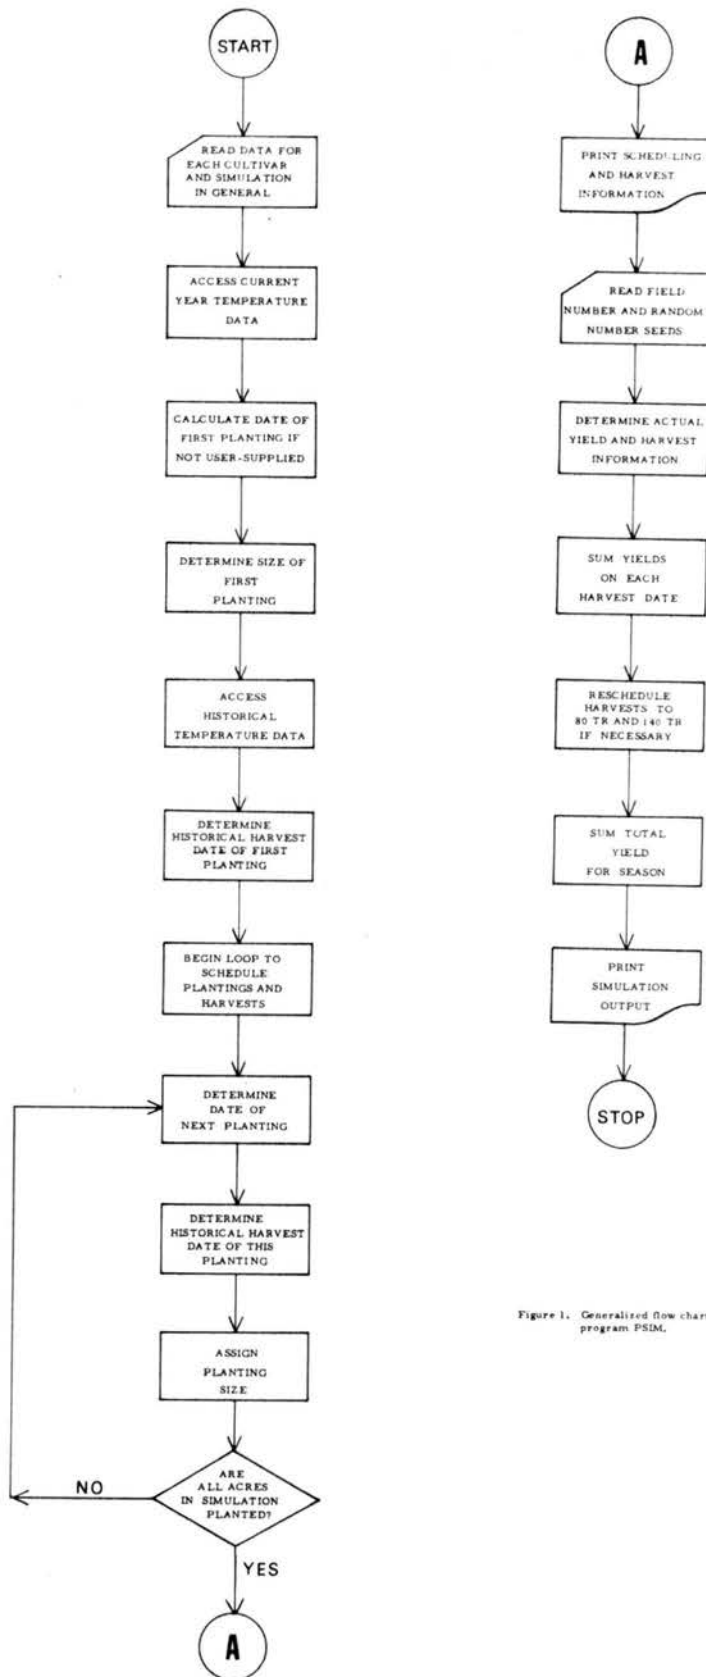 START
READ DATA FOR
EACH CULTIVAR
AND SIMULATION
IN GENERAL
ACCESS CURRENT
YEAR TEMPERATURE
DATA
CALCULATE DATE OF
FIRST PLANTING IF
NOT USER-SUPPLIED
DETERMINE SIZE OF
FIRST
PLANTING
ACCESS
HISTORICAL
TEMPERATURE DATA
DETERMINE
HISTORICAL HARVEST
DATE OF FIRST
PLANTING
BEGIN LOOP TO
SCHEDULE
PLANTINGS AND
HARVESTS
DETERMINE
DATE OF
NEXT PLANTING
DETERMINE
HISTORICAL HARVEST
DATE OF THIS
PLANTING
ASSIGN
PLANTING
SIZE
ARE
ALL ACRES
IN SIMULATION
PLANTED?
NO
YES
A
A
PRINT SCHEDULING
AND HARVEST
INFORMATION
READ FIELD
NUMBER AND RANDOM
NUMBER SEEDS
DETERMINE ACTUAL
YIELD AND HARVEST
INFORMATION
SUM YIELDS
ON EACH
HARVEST DATE
RESCHEDULE
HARVESTS TO
80 TR AND 140 TR
IF NECESSARY
SUM TOTAL
YIELD
FOR SEASON
PRINT
SIMULATION
OUTPUT
STOP
Figure 1. Generalized flow char
program PSIM.